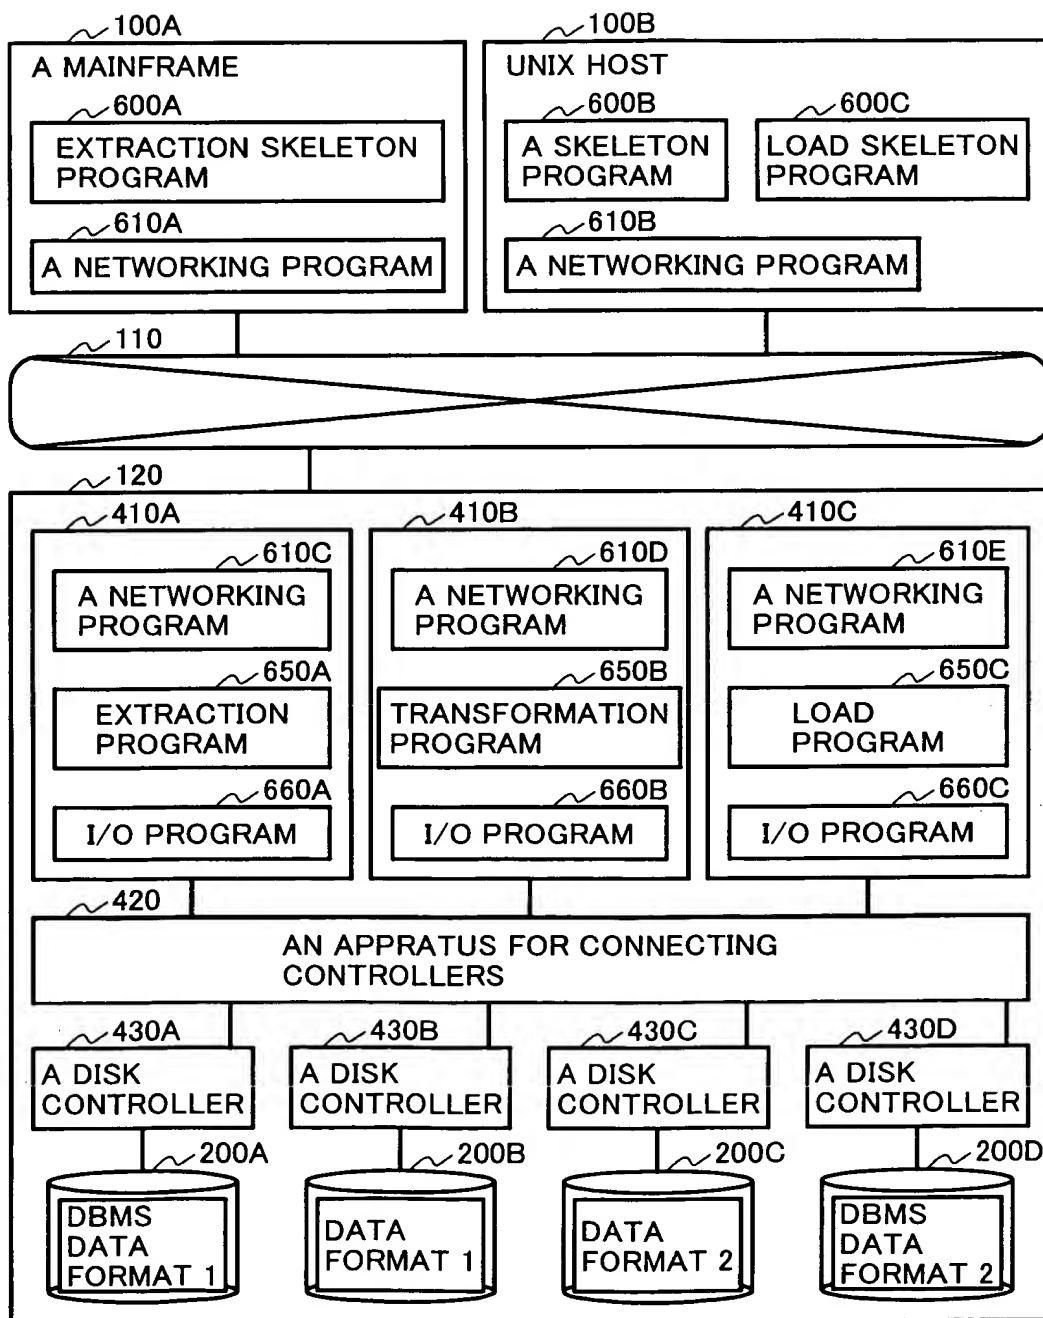 100A
100B
A MAINFRAME
UNIX HOST
600A
600B
600C
EXTRACTION SKELETON
PROGRAM
A SKELETON
PROGRAM
LOAD SKELETON
PROGRAM
610A
610B
A NETWORKING PROGRAM
A NETWORKING PROGRAM
110
120
410A
410B
410C
610C
610D
610E
A NETWORKING
PROGRAM
A NETWORKING
PROGRAM
A NETWORKING
PROGRAM
650A
650B
650C
EXTRACTION
PROGRAM
TRANSFORMATION
PROGRAM
LOAD
PROGRAM
660A
660B
660C
I/O PROGRAM
I/O PROGRAM
I/O PROGRAM
420
AN APPRATUS FOR CONNECTING
CONTROLLERS
430A
430B
430C
430D
A DISK
CONTROLLER
A DISK
CONTROLLER
A DISK
CONTROLLER
A DISK
CONTROLLER
200A
200B
200C
200D
DBMS
DATA
FORMAT 1
DATA
FORMAT 1
DATA
FORMAT 2
DBMS
DATA
FORMAT 2